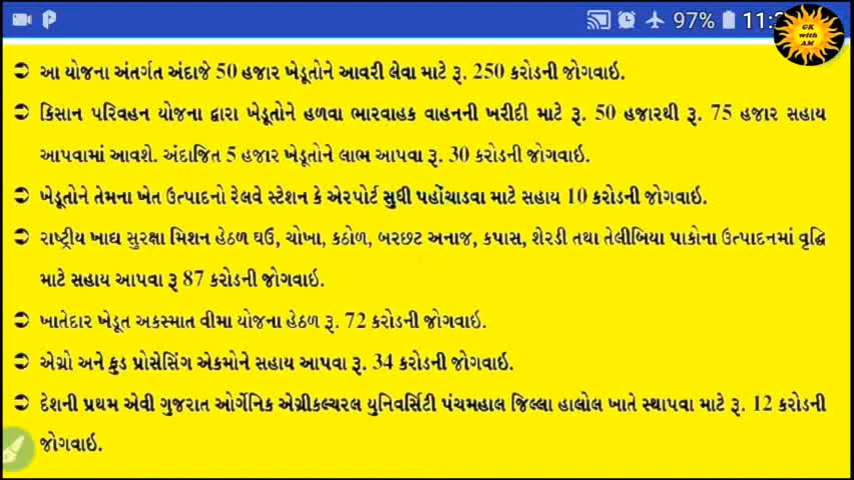 97% 11:
GK
with
AM
➲ આ યોજના અંતર્ગત અંદાજે 50 હજાર ખેડૂતોને આવરી લેવા માટે રૂ. 250 કરોડની જોગવાઇ.
➲ કિસાન પરિવહન યોજના દ્વારા ખેડૂતોને હળવા ભારવાહક વાહનની ખરીદી માટે રૂ. 50 હજારથી રૂ. 75 હજાર સહાય
આપવામાં આવશે. અંદાજિત 5 હજાર ખેડૂતોને લાભ આપવા રૂ. 30 કરોડની જોગવાઇ.
➲ ખેડૂતોને તેમના ખેત ઉત્પાદનો રેલવે સ્ટેશન કે એરપોર્ટ સુધી પહોંચાડવા માટે સહાય 10 કરોડની જોગવાઇ.
➲ રાષ્ટ્રીય ખાદ્ય સુરક્ષા મિશન હેઠળ ઘઉં, ચોખા, કઠોળ, બરછટ અનાજ, કપાસ, શેરડી તથા તેલીબિયા પાકોના ઉત્પાદનમાં વૃદ્ધિ
માટે સહાય આપવા રૂ 87 કરોડની જોગવાઇ.
➲ ખાતેદાર ખેડૂત અકસ્માત વીમા યોજના હેઠળ રૂ. 72 કરોડની જોગવાઇ.
➲ એગ્રો અને ફુડ પ્રોસેસિંગ એકમોને સહાય આપવા રૂ. 34 કરોડની જોગવાઇ.
➲ દેશની પ્રથમ એવી ગુજરાત ઓર્ગેનિક એગ્રીકલ્ચરલ યુનિવર્સિટી પંચમહાલ જિલ્લા હાલોલ ખાતે સ્થાપવા માટે રૂ. 12 કરોડની
જોગવાઇ.